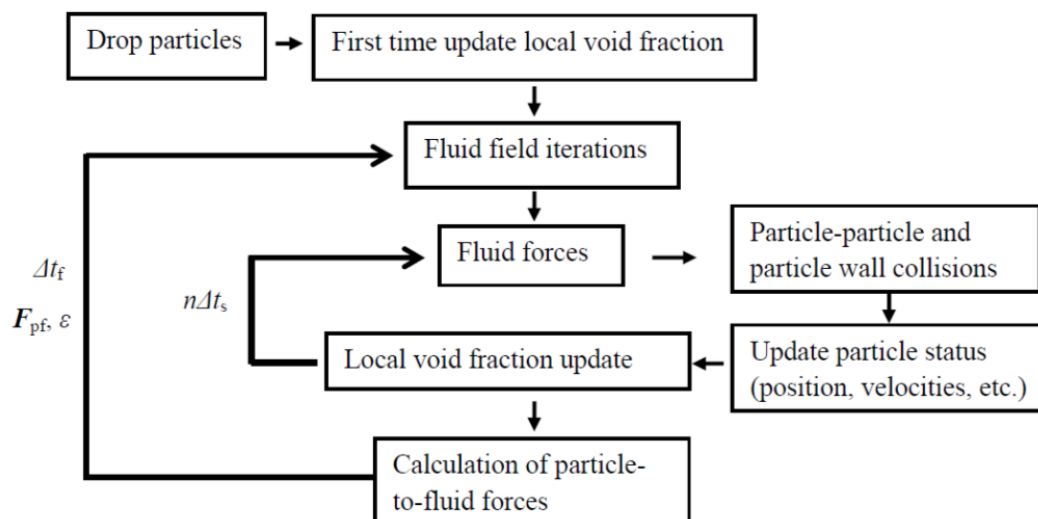 Drop particles
First time update local void fraction
Fluid field iterations
Fluid forces
Particle-particle and
particle wall collisions
Δtf
Fpf, ε
nΔts
Local void fraction update
Update particle status
(position, velocities, etc.)
Calculation of particle-
to-fluid forces